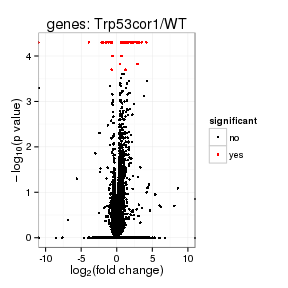 genes: Trp53cor1/WT
−log10(p value)
4
3
2
1
0
-10
-5
0
5
10
log2(fold change)
significant
no
yes